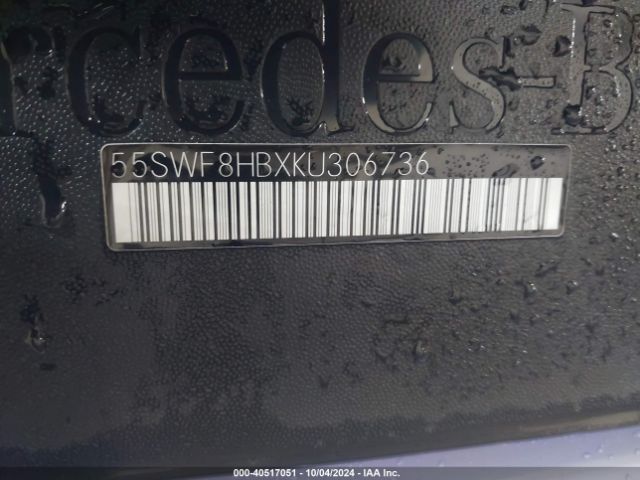 rcedes-B
55SWF8HBXKU306736
000-40517051 | 10/04/2024 - IAA Inc.